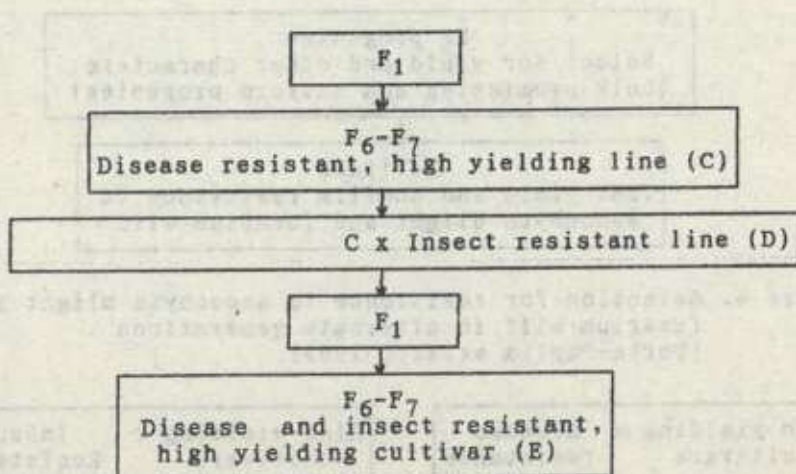 F1
F6-F7
Disease resistant, high yielding line (C)
C x Insect resistant line (D)
F1
F6-F7
Disease and insect resistant,
high yielding cultivar (E)